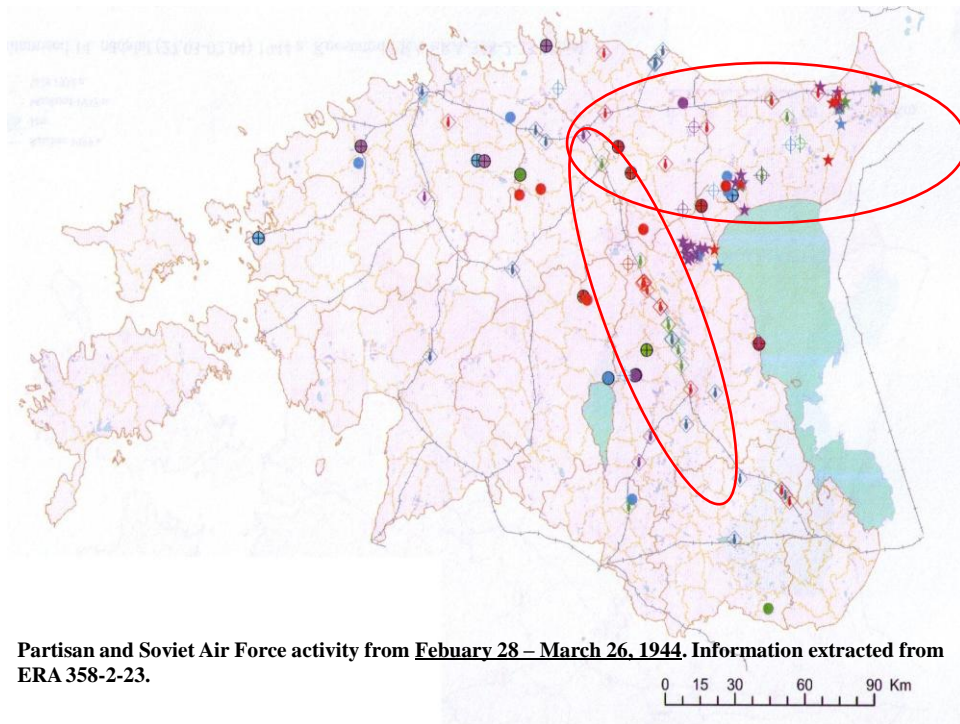 Partisan and Soviet Air Force activity from Febuary 28 – March 26, 1944. Information extracted from
ERA 358-2-23.
0 15 30 60 90 Km